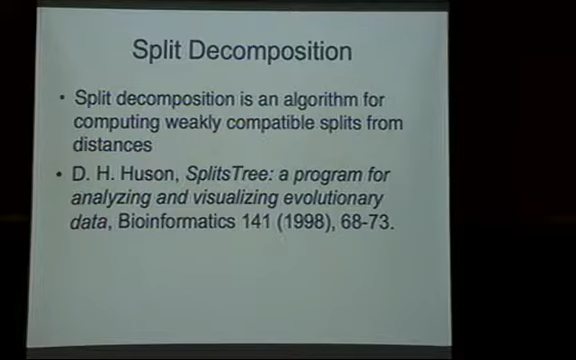 Split Decomposition
• Split decomposition is an algorithm for
computing weakly compatible splits from
distances
• D. H. Huson, SplitsTree: a program for
analyzing and visualizing evolutionary
data, Bioinformatics 141 (1998), 68-73.